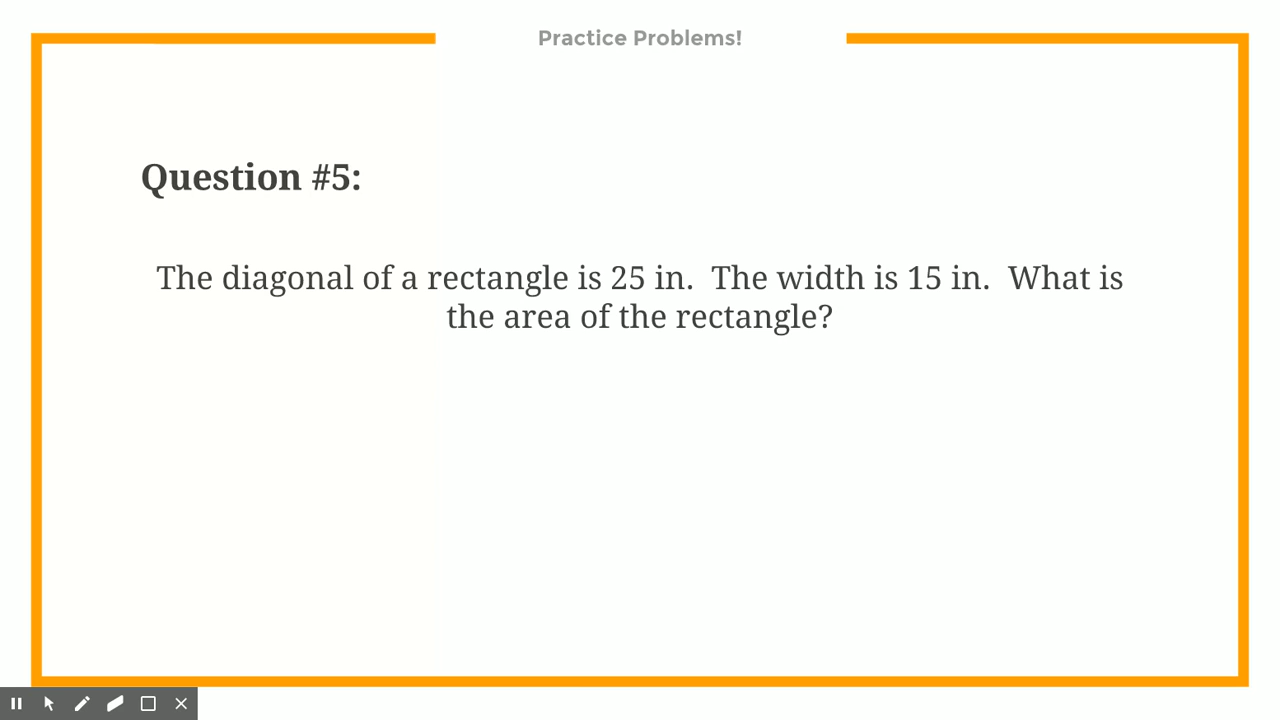 Practice Problems!
Question #5:
The diagonal of a rectangle is 25 in.  The width is 15 in.  What is
the area of the rectangle?